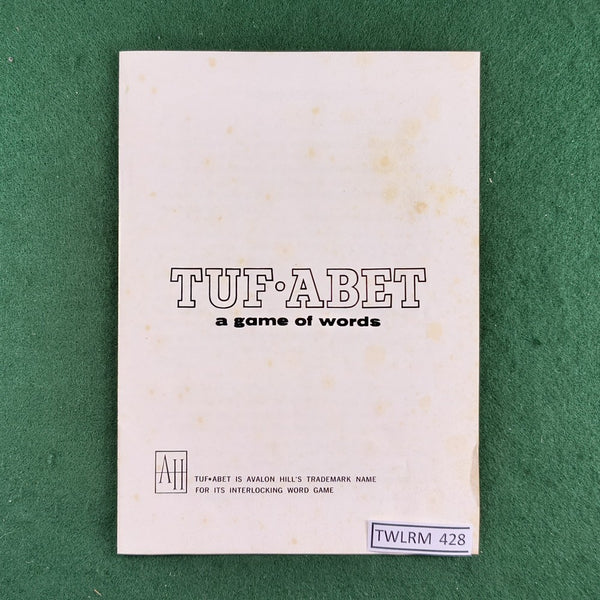 TUF•ABET
a game of words
AH
TUF•ABET IS AVALON HILL'S TRADEMARK NAME
FOR ITS INTERLOCKING WORD GAME
TWLRM 428